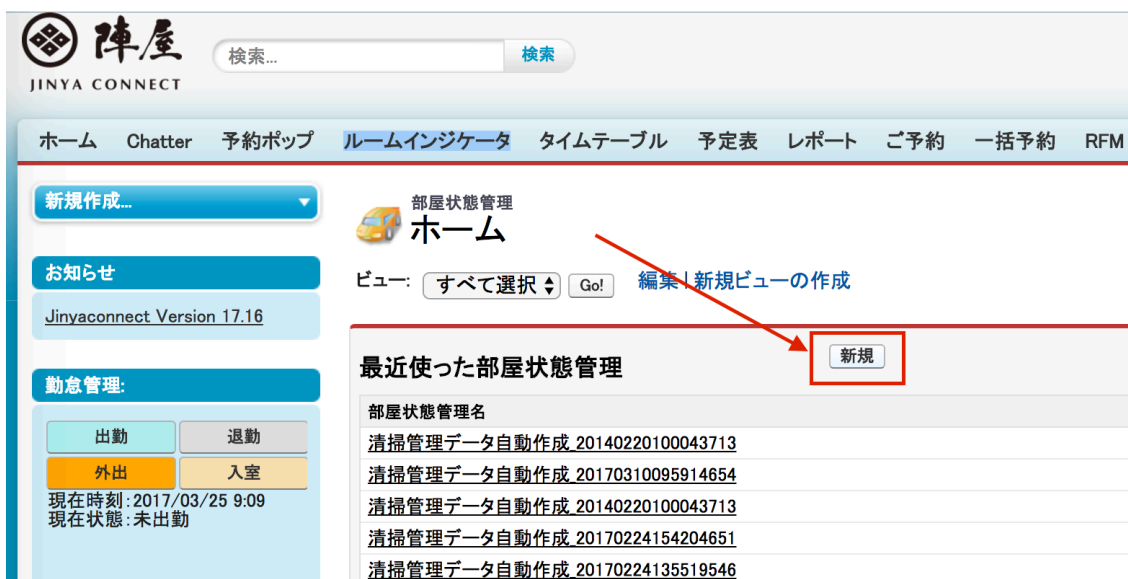 陣屋
JINYA CONNECT
検索... 検索
ホーム Chatter 予約ポップ ルームインジケータ タイムテーブル 予定表 レポート ご予約 一括予約 RFM
新規作成...
お知らせ
Jinyaconnect Version 17.16
勤怠管理:
出勤 退勤
外出 入室
現在時刻:2017/03/25 9:09
現在状態:未出勤
部屋状態管理
ホーム
ビュー: すべて選択 Go! 編集 | 新規ビューの作成
最近使った部屋状態管理 新規
部屋状態管理名
清掃管理データ自動作成_20140220100043713
清掃管理データ自動作成_20170310095914654
清掃管理データ自動作成_20140220100043713
清掃管理データ自動作成_20170224154204651
清掃管理データ自動作成_20170224135519546